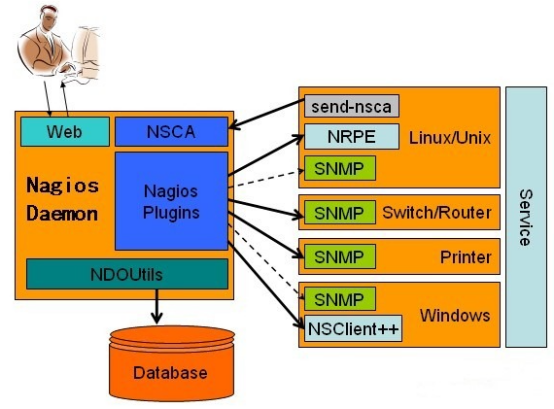 send-nsca
Web
NSCA
NRPE
Linux/Unix
SNMP
Nagios
Daemon
Nagios
Plugins
SNMP
Switch/Router
SNMP
Printer
NDOUtils
SNMP
Windows
NSClient++
Database
Service